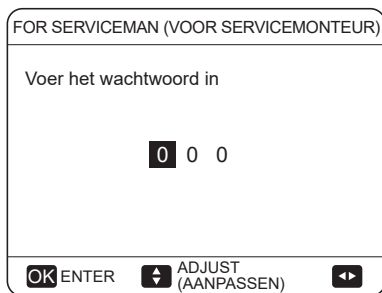 FOR SERVICEMAN (VOOR SERVICEMONTEUR)
Voer het wachtwoord in
0 0 0
OK ENTER ADJUST
(AANPASSEN)